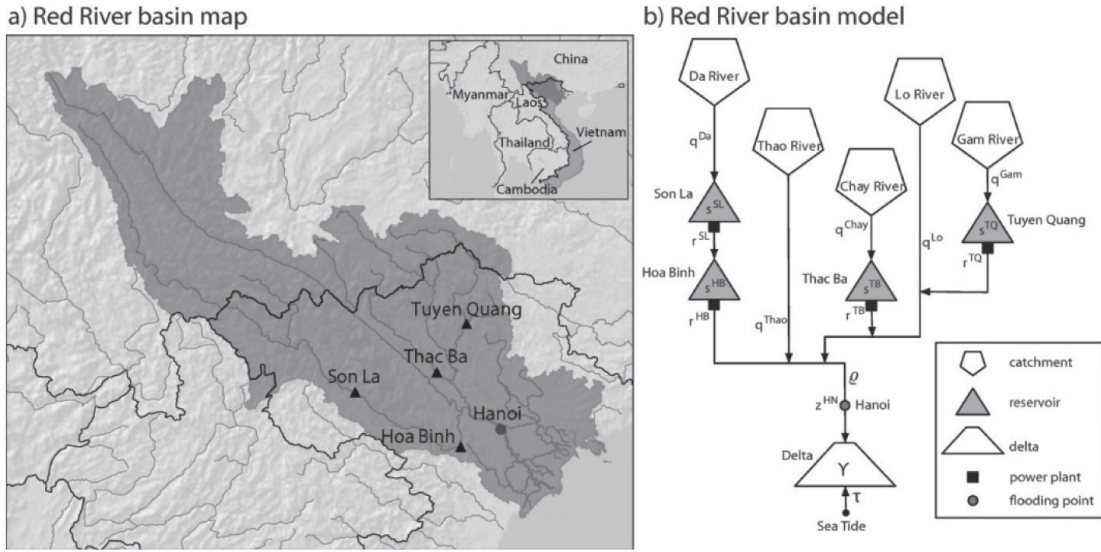 a) Red River basin map
China
Myanmar
Laos
Thailand
Vietnam
Cambodia
Tuyen Quang
Thac Ba
Son La
Hanoi
Hoa Binh
b) Red River basin model
Da River
Lo River
Thao River
Gam River
Chay River
q^Da
q^Gam
Son La
s^SL
s^TQ
Tuyen Quang
r^SL
q^Chay
q^Lo
r^TQ
Hoa Binh
s^HB
Thac Ba
s^TB
r^HB
q^Thao
r^TB
ϱ
z^HN
Hanoi
Delta
Υ
τ
Sea Tide
catchment
reservoir
delta
power plant
flooding point